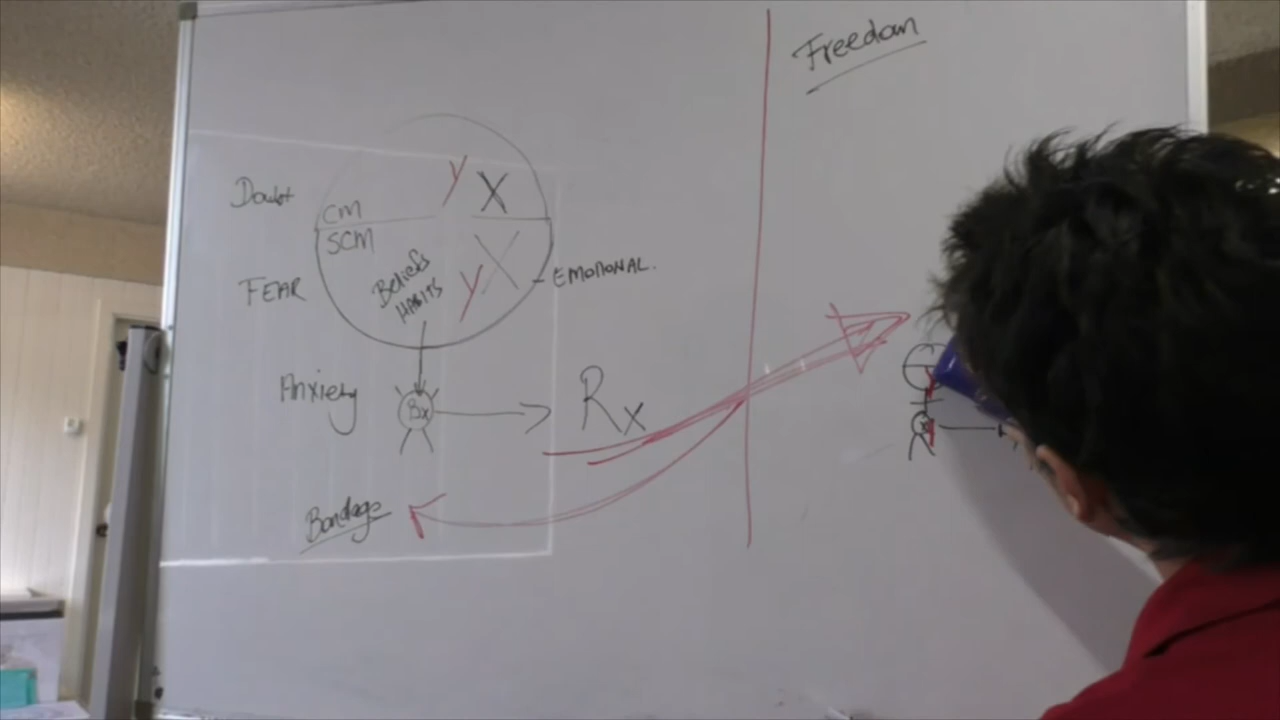 Freedom
y X
Doubt
CM
SCM
Beliefs
HABITS
y X
EMOTIONAL.
FEAR
Anxiety
Bx
Rx
Bondage